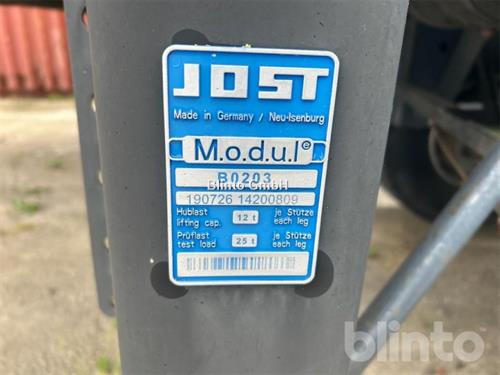 JOST
Made in Germany / Neu-Isenburg
M.o.d.u.l ©
B0203
Blinto GmbH
190726 14200809
Hublast 12 t je Stütze
lifting cap. each leg
Prüflast 25 t je Stütze
test load each leg
blinto